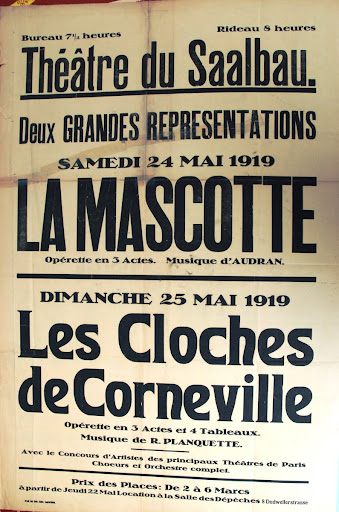 Bureau 7½ heures Rideau 8 heures
Théâtre du Saalbau.
Deux GRANDES REPRESENTATIONS
SAMEDI 24 MAI 1919
LA MASCOTTE
Opérette en 3 Actes. Musique d'AUDRAN.
DIMANCHE 25 MAI 1919
Les Cloches
de Corneville
Opérette en 3 Actes et 4 Tableaux.
Musique de R. PLANQUETTE.
Avec le Concours d'Artistes des principaux Théâtres de Paris
Choeurs et Orchestre complet.
Prix des Places: De 2 à 6 Marcs
à partir de Jeudi 22 Mai Location à la Salle des Dépêches 8 Dudweilerstrasse